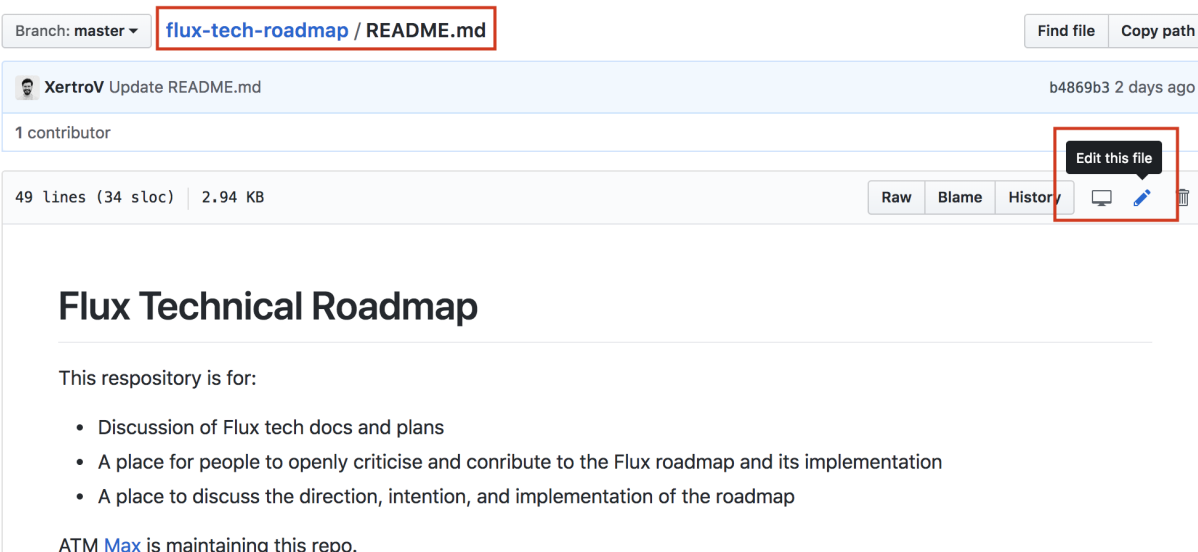 Branch: master
flux-tech-roadmap / README.md
Find file
Copy path
XertroV Update README.md
b4869b3 2 days ago
1 contributor
Edit this file
49 lines (34 sloc)
2.94 KB
Raw
Blame
History
Flux Technical Roadmap
This respository is for:
• Discussion of Flux tech docs and plans
• A place for people to openly criticise and conribute to the Flux roadmap and its implementation
• A place to discuss the direction, intention, and implementation of the roadmap
ATM Max is maintaining this repo.